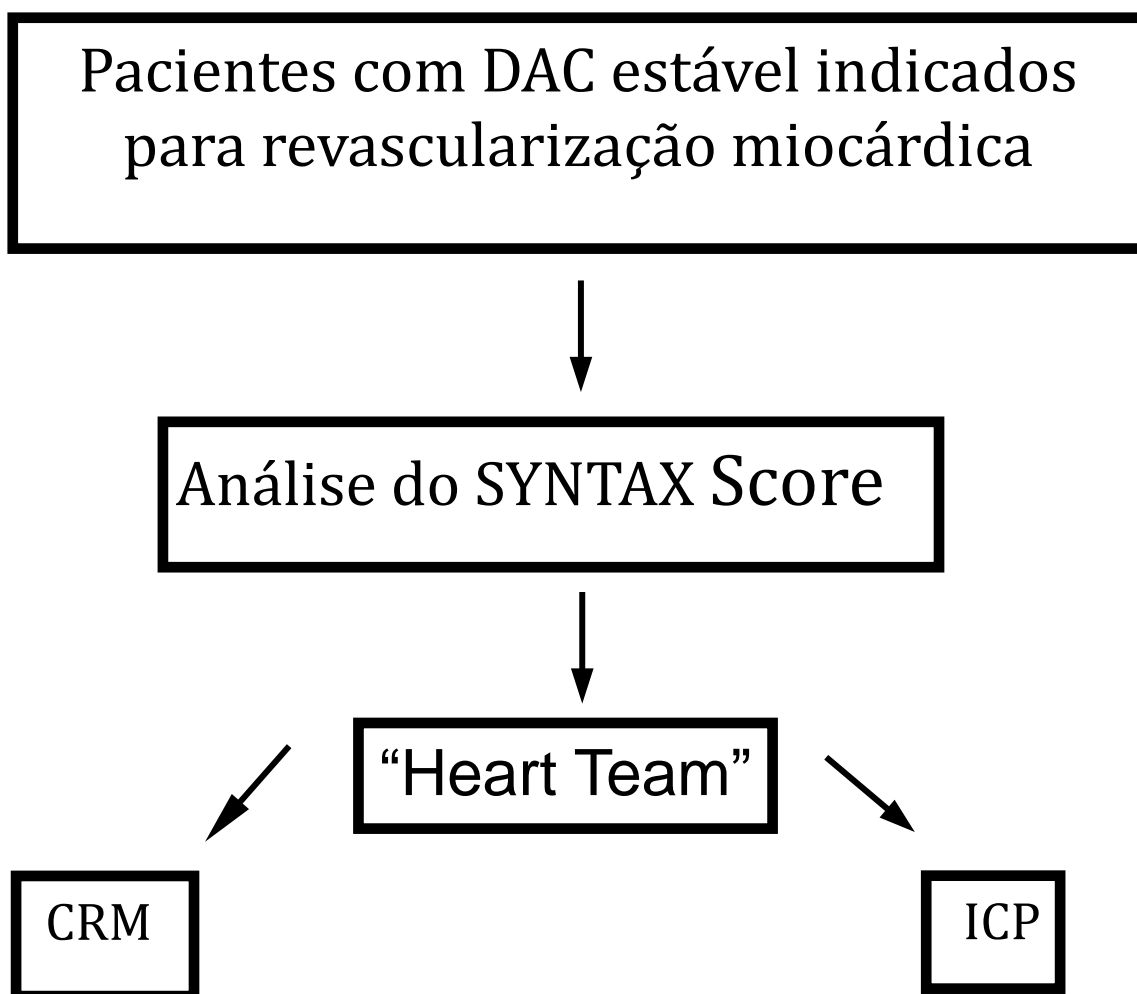 Pacientes com DAC estável indicados
para revascularização miocárdica
Análise do SYNTAX Score
“Heart Team”
CRM
ICP